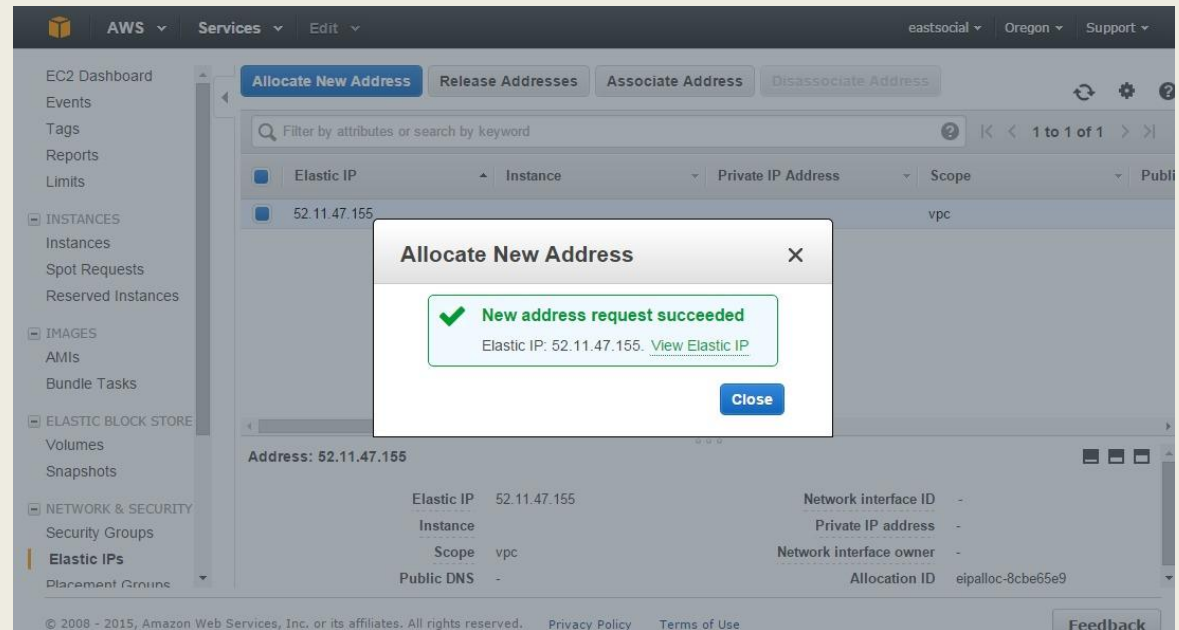 AWS Services Edit eastsocial Oregon Support
EC2 Dashboard
Events
Tags
Reports
Limits
INSTANCES
Instances
Spot Requests
Reserved Instances
IMAGES
AMIs
Bundle Tasks
ELASTIC BLOCK STORE
Volumes
Snapshots
NETWORK & SECURITY
Security Groups
Elastic IPs
Placement Groups
Allocate New Address Release Addresses Associate Address Disassociate Address
Filter by attributes or search by keyword 1 to 1 of 1
Elastic IP Instance Private IP Address Scope Publi
52.11.47.155 vpc
Allocate New Address
New address request succeeded
Elastic IP: 52.11.47.155. View Elastic IP
Close
Address: 52.11.47.155
Elastic IP 52.11.47.155 Network interface ID -
Instance Private IP address -
Scope vpc Network interface owner -
Public DNS - Allocation ID eipalloc-8cbe65e9
© 2008 - 2015, Amazon Web Services, Inc. or its affiliates. All rights reserved. Privacy Policy Terms of Use Feedback